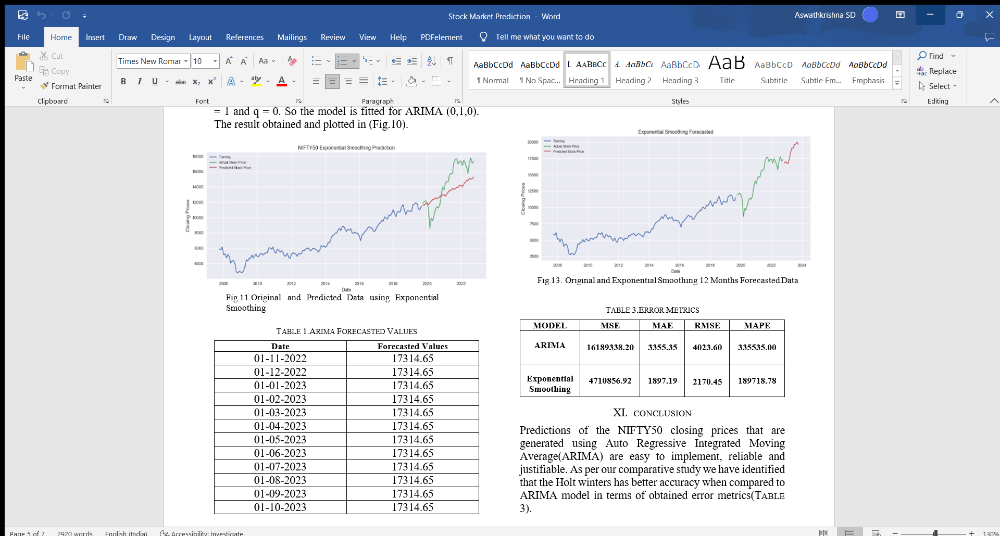 Stock Market Prediction - Word
Aswathkrishna SD
File Home Insert Draw Design Layout References Mailings Review View Help PDFelement Tell me what you want to do
Paste
Cut
Copy
Format Painter
Clipboard
Times New Romar 10
Font
Paragraph
AaBbCcDd AaBbCcDd I. AABBCC A. AaBbCc AaBbCcD AaB AaBbCcD AaBbCcDd AaBbCcDd
¶ Normal ¶ No Spac... Heading 1 Heading 2 Heading 3 Title Subtitle Subtle Em... Emphasis
Styles
Find
Replace
Select
Editing
= 1 and q = 0. So the model is fitted for ARIMA (0,1,0).
The result obtained and plotted in (Fig.10).
NIFTY50 Exponential Smoothing Prediction
Training
Actual Stock Price
Predicted Stock Price
18000
16000
14000
12000
10000
8000
6000
4000
Closing Prices
2008 2010 2012 2014 2016 2018 2020 2022
Date
Fig.11.Original and Predicted Data using Exponential
Smoothing
TABLE 1.ARIMA FORECASTED VALUES
Date Forecasted Values
01-11-2022 17314.65
01-12-2022 17314.65
01-01-2023 17314.65
01-02-2023 17314.65
01-03-2023 17314.65
01-04-2023 17314.65
01-05-2023 17314.65
01-06-2023 17314.65
01-07-2023 17314.65
01-08-2023 17314.65
01-09-2023 17314.65
01-10-2023 17314.65
Exponential Smoothing Forecasted
Training
Actual Stock Price
Predicted Stock Price
20000
17500
15000
12500
10000
7500
5000
2500
Closing Prices
2008 2010 2012 2014 2016 2018 2020 2022 2024
Date
Fig.13. Original and Exponential Smoothing 12 Months Forecasted Data
TABLE 3.ERROR METRICS
MODEL MSE MAE RMSE MAPE
ARIMA 16189338.20 3355.35 4023.60 335535.00
Exponential
Smoothing 4710856.92 1897.19 2170.45 189718.78
XI. CONCLUSION
Predictions of the NIFTY50 closing prices that are
generated using Auto Regressive Integrated Moving
Average(ARIMA) are easy to implement, reliable and
justifiable. As per our comparative study we have identified
that the Holt winters has better accuracy when compared to
ARIMA model in terms of obtained error metrics(TABLE
3).
Page 5 of 7 2920 words English (India) Accessibility: Investigate
130%